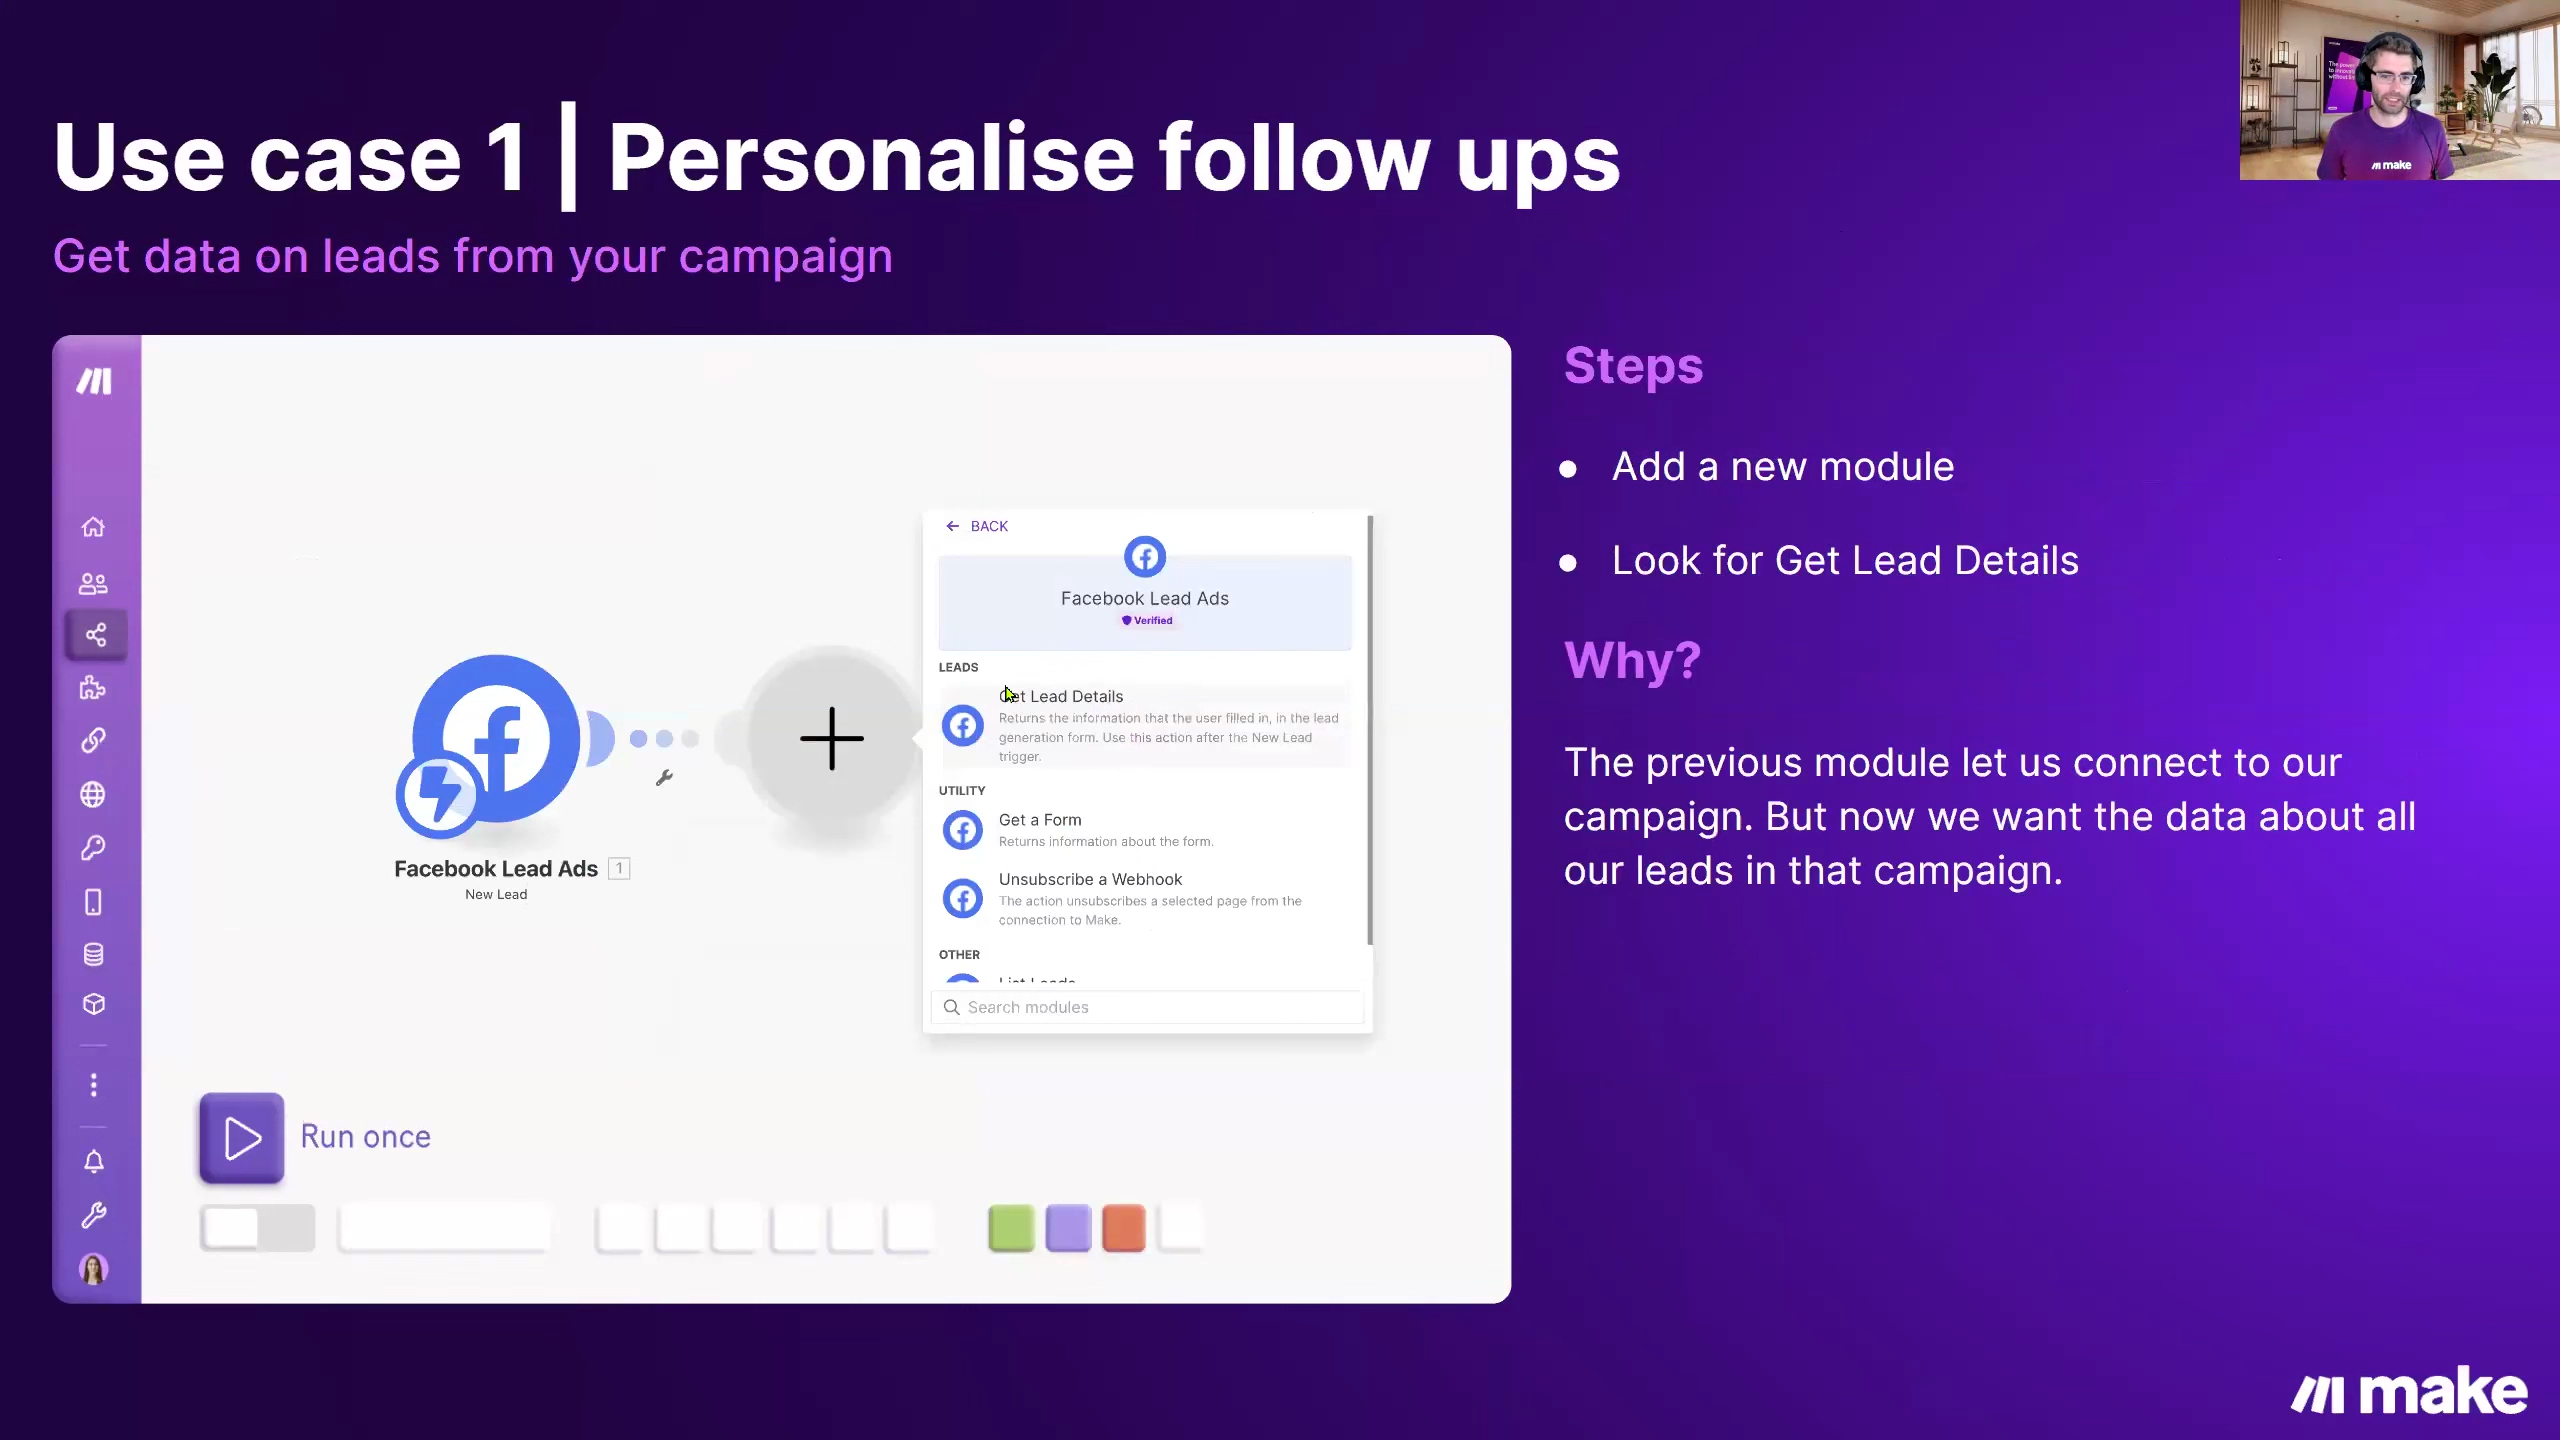 Use case 1 | Personalise follow ups
Get data on leads from your campaign
BACK
Facebook Lead Ads
Verified
LEADS
Get Lead Details
Returns the information that the user filled in, in the lead
generation form. Use this action after the New Lead
trigger.
UTILITY
Get a Form
Returns information about the form.
Unsubscribe a Webhook
The action unsubscribes a selected page from the
connection to Make.
OTHER
List Leads
Search modules
Facebook Lead Ads 1
New Lead
Run once
Steps
● Add a new module
● Look for Get Lead Details
Why?
The previous module let us connect to our
campaign. But now we want the data about all
our leads in that campaign.
make
make